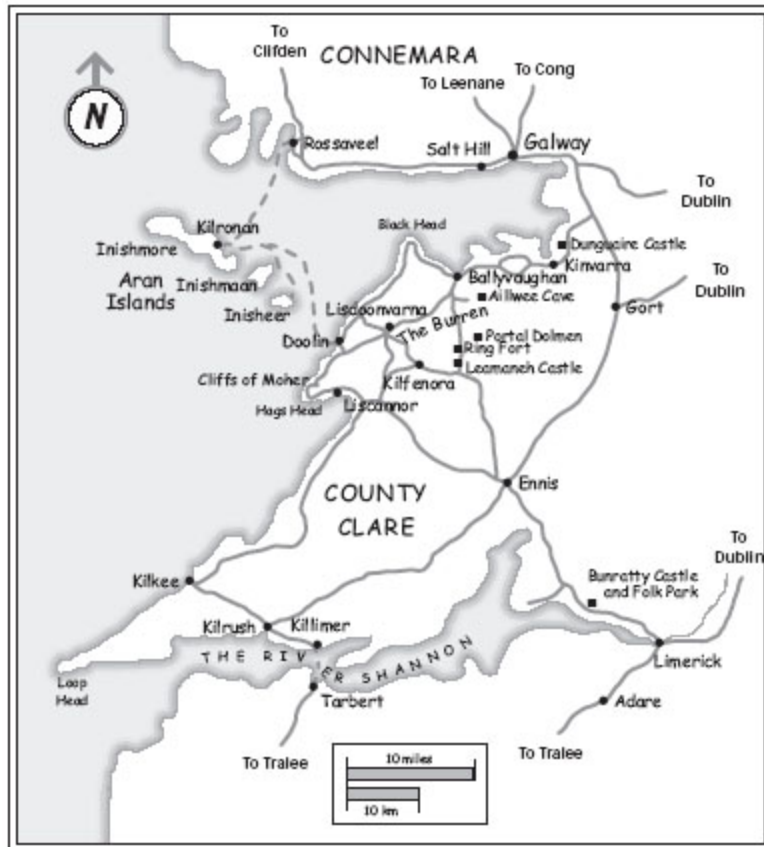 To
Clifden
CONNEMARA
To Leenane
To Cong
N
Rossaveel
Salt Hill
Galway
To
Dublin
Kilronan
Inishmore
Black Head
Dunguaire Castle
Aran
Islands
Inishmaan
Ballyvaughan
Kinvarra
To
Dublin
Inisheer
Lisdoonvarna
Aillwee Cave
The Burren
Gort
Doolin
Portal Dolmen
Ring Fort
Leamaneh Castle
Cliffs of Moher
Kilfenora
Hags Head
Liscannor
Ennis
COUNTY
CLARE
To
Dublin
Kilkee
Bunratty Castle
and Folk Park
Kilrush
Killimer
THE RIVER SHANNON
Limerick
Loop
Head
Tarbert
Adare
To Tralee
To Tralee
10 miles
10 km